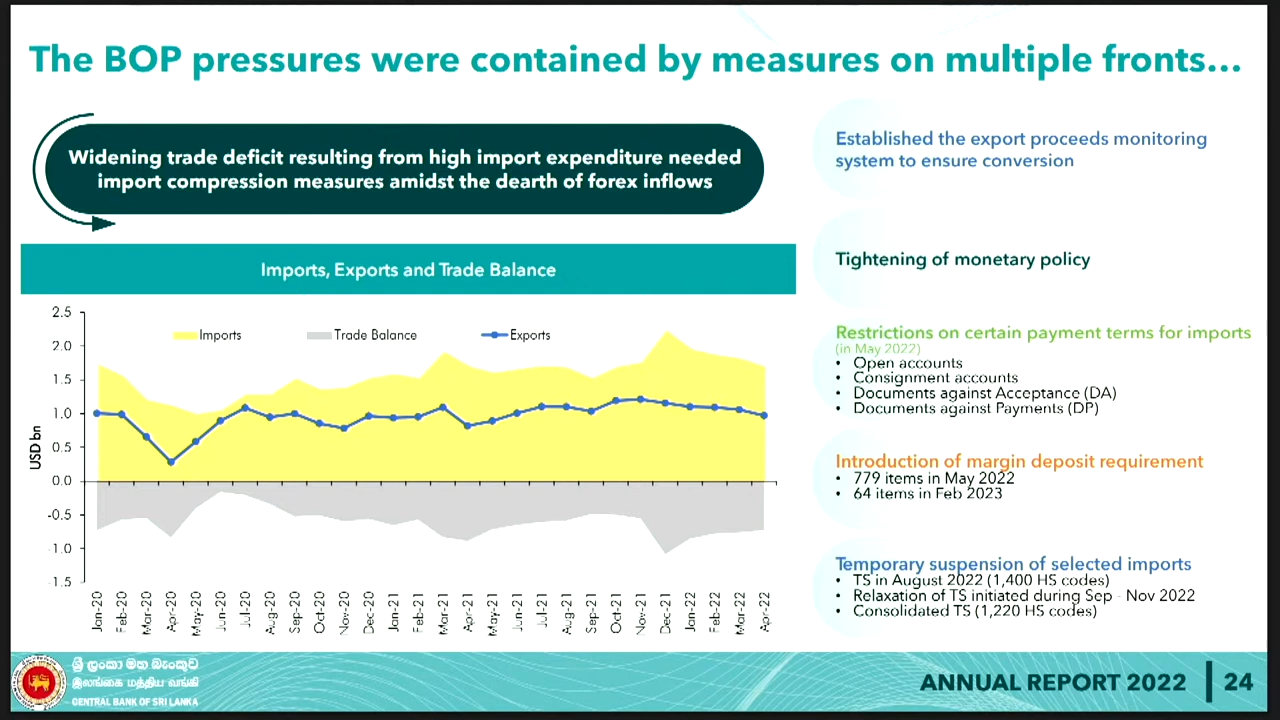 The BOP pressures were contained by measures on multiple fronts...
Widening trade deficit resulting from high import expenditure needed
import compression measures amidst the dearth of forex inflows
Imports, Exports and Trade Balance
2.5
2.0
1.5
1.0
0.5
0.0
-0.5
-1.0
-1.5
USD bn
Imports
Trade Balance
Exports
Jan-20
Feb-20
Mar-20
Apr-20
May-20
Jun-20
Jul-20
Aug-20
Sep-20
Oct-20
Nov-20
Dec-20
Jan-21
Feb-21
Mar-21
Apr-21
May-21
Jun-21
Jul-21
Aug-21
Sep-21
Oct-21
Nov-21
Dec-21
Jan-22
Feb-22
Mar-22
Apr-22
Established the export proceeds monitoring
system to ensure conversion
Tightening of monetary policy
Restrictions on certain payment terms for imports
(in May 2022)
• Open accounts
• Consignment accounts
• Documents against Acceptance (DA)
• Documents against Payments (DP)
Introduction of margin deposit requirement
• 779 items in May 2022
• 64 items in Feb 2023
Temporary suspension of selected imports
• TS in August 2022 (1,400 HS codes)
• Relaxation of TS initiated during Sep - Nov 2022
• Consolidated TS (1,220 HS codes)
ශ්‍රී ලංකා මහ බැංකුව
இலங்கை மத்திய வங்கி
CENTRAL BANK OF SRI LANKA
ANNUAL REPORT 2022
24